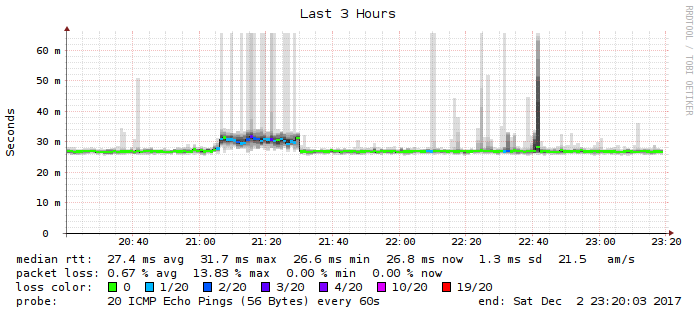 Last 3 Hours
RRDTOOL / TOBI OETIKER
Seconds
60 m
50 m
40 m
30 m
20 m
10 m
0
20:40 21:00 21:20 21:40 22:00 22:20 22:40 23:00 23:20
median rtt: 27.4 ms avg 31.7 ms max 26.6 ms min 26.8 ms now 1.3 ms sd 21.5 am/s
packet loss: 0.67 % avg 13.83 % max 0.00 % min 0.00 % now
loss color: 0 1/20 2/20 3/20 4/20 10/20 19/20
probe: 20 ICMP Echo Pings (56 Bytes) every 60s end: Sat Dec 2 23:20:03 2017